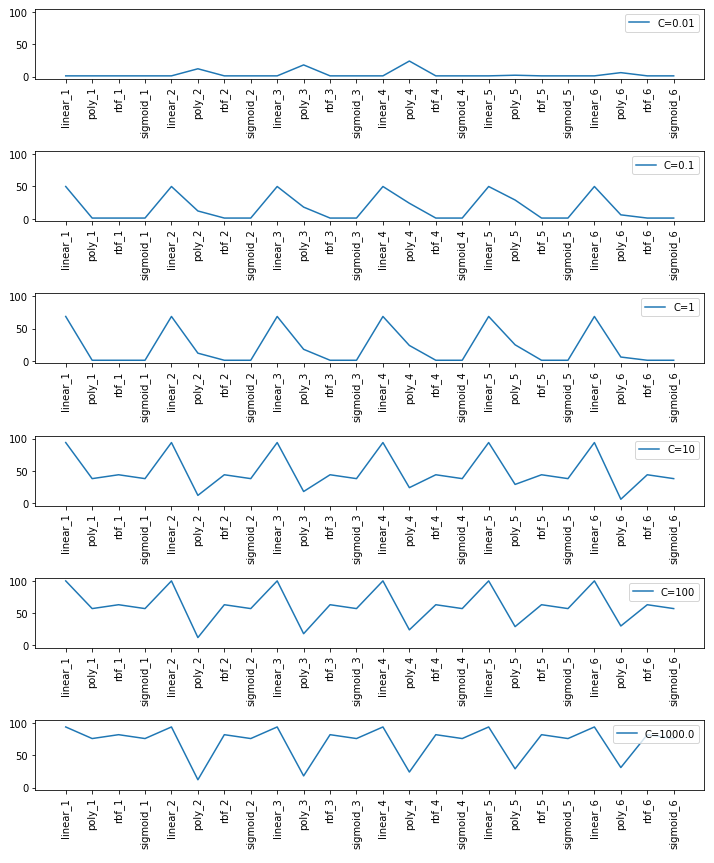 100
C=0.01
50
0
linear_1 poly_1 rbf_1 sigmoid_1 linear_2 poly_2 rbf_2 sigmoid_2 linear_3 poly_3 rbf_3 sigmoid_3 linear_4 poly_4 rbf_4 sigmoid_4 linear_5 poly_5 rbf_5 sigmoid_5 linear_6 poly_6 rbf_6 sigmoid_6
100
C=0.1
50
0
linear_1 poly_1 rbf_1 sigmoid_1 linear_2 poly_2 rbf_2 sigmoid_2 linear_3 poly_3 rbf_3 sigmoid_3 linear_4 poly_4 rbf_4 sigmoid_4 linear_5 poly_5 rbf_5 sigmoid_5 linear_6 poly_6 rbf_6 sigmoid_6
100
C=1
50
0
linear_1 poly_1 rbf_1 sigmoid_1 linear_2 poly_2 rbf_2 sigmoid_2 linear_3 poly_3 rbf_3 sigmoid_3 linear_4 poly_4 rbf_4 sigmoid_4 linear_5 poly_5 rbf_5 sigmoid_5 linear_6 poly_6 rbf_6 sigmoid_6
100
C=10
50
0
linear_1 poly_1 rbf_1 sigmoid_1 linear_2 poly_2 rbf_2 sigmoid_2 linear_3 poly_3 rbf_3 sigmoid_3 linear_4 poly_4 rbf_4 sigmoid_4 linear_5 poly_5 rbf_5 sigmoid_5 linear_6 poly_6 rbf_6 sigmoid_6
100
C=100
50
0
linear_1 poly_1 rbf_1 sigmoid_1 linear_2 poly_2 rbf_2 sigmoid_2 linear_3 poly_3 rbf_3 sigmoid_3 linear_4 poly_4 rbf_4 sigmoid_4 linear_5 poly_5 rbf_5 sigmoid_5 linear_6 poly_6 rbf_6 sigmoid_6
100
C=1000.0
50
0
linear_1 poly_1 rbf_1 sigmoid_1 linear_2 poly_2 rbf_2 sigmoid_2 linear_3 poly_3 rbf_3 sigmoid_3 linear_4 poly_4 rbf_4 sigmoid_4 linear_5 poly_5 rbf_5 sigmoid_5 linear_6 poly_6 rbf_6 sigmoid_6